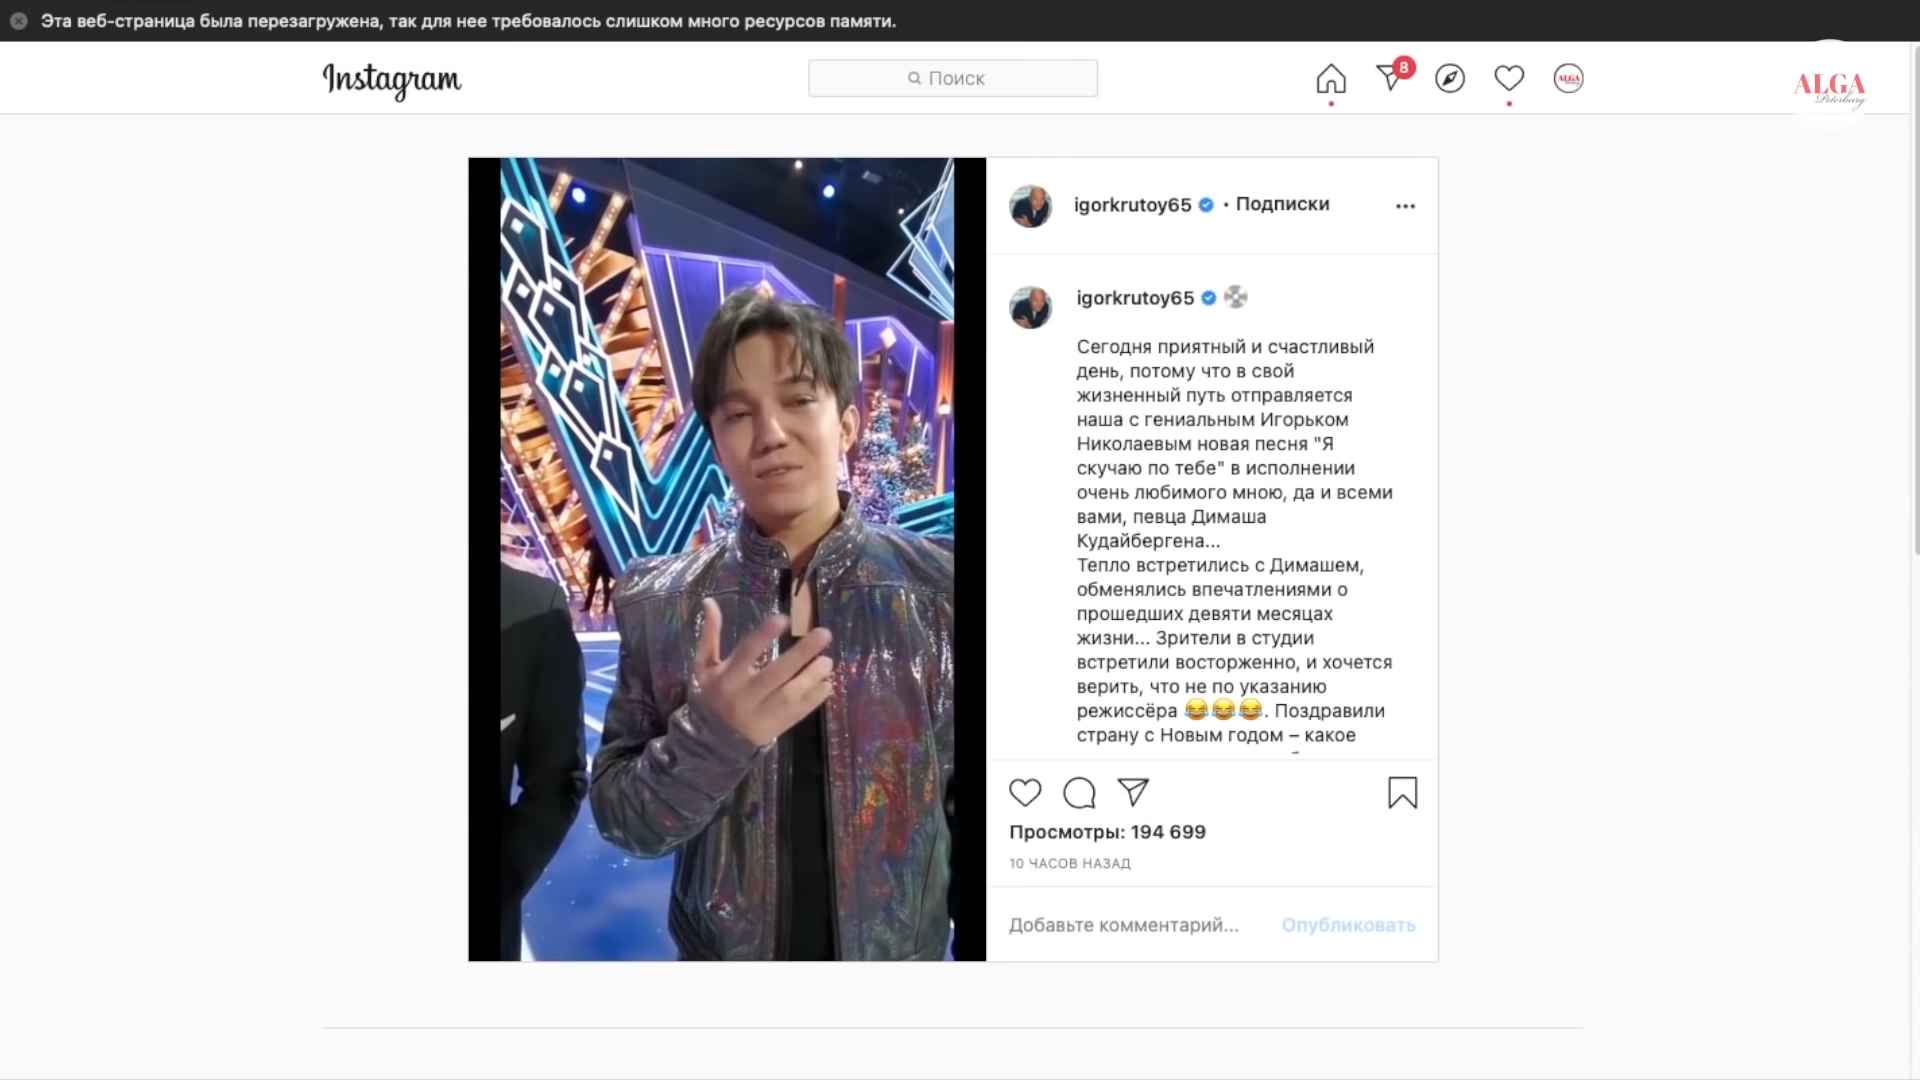 Эта веб-страница была перезагружена, так для нее требовалось слишком много ресурсов памяти.
Instagram
Поиск
8
ALGA
Peterburg
igorkrutoy65 • Подписки
igorkrutoy65
Сегодня приятный и счастливый
день, потому что в свой
жизненный путь отправляется
наша с гениальным Игорьком
Николаевым новая песня "Я
скучаю по тебе" в исполнении
очень любимого мною, да и всеми
вами, певца Димаша
Кудайбергена...
Тепло встретились с Димашем,
обменялись впечатлениями о
прошедших девяти месяцах
жизни... Зрители в студии
встретили восторженно, и хочется
верить, что не по указанию
режиссёра 😂😂😂. Поздравили
страну с Новым годом – какое
Просмотры: 194 699
10 ЧАСОВ НАЗАД
Добавьте комментарий...
Опубликовать